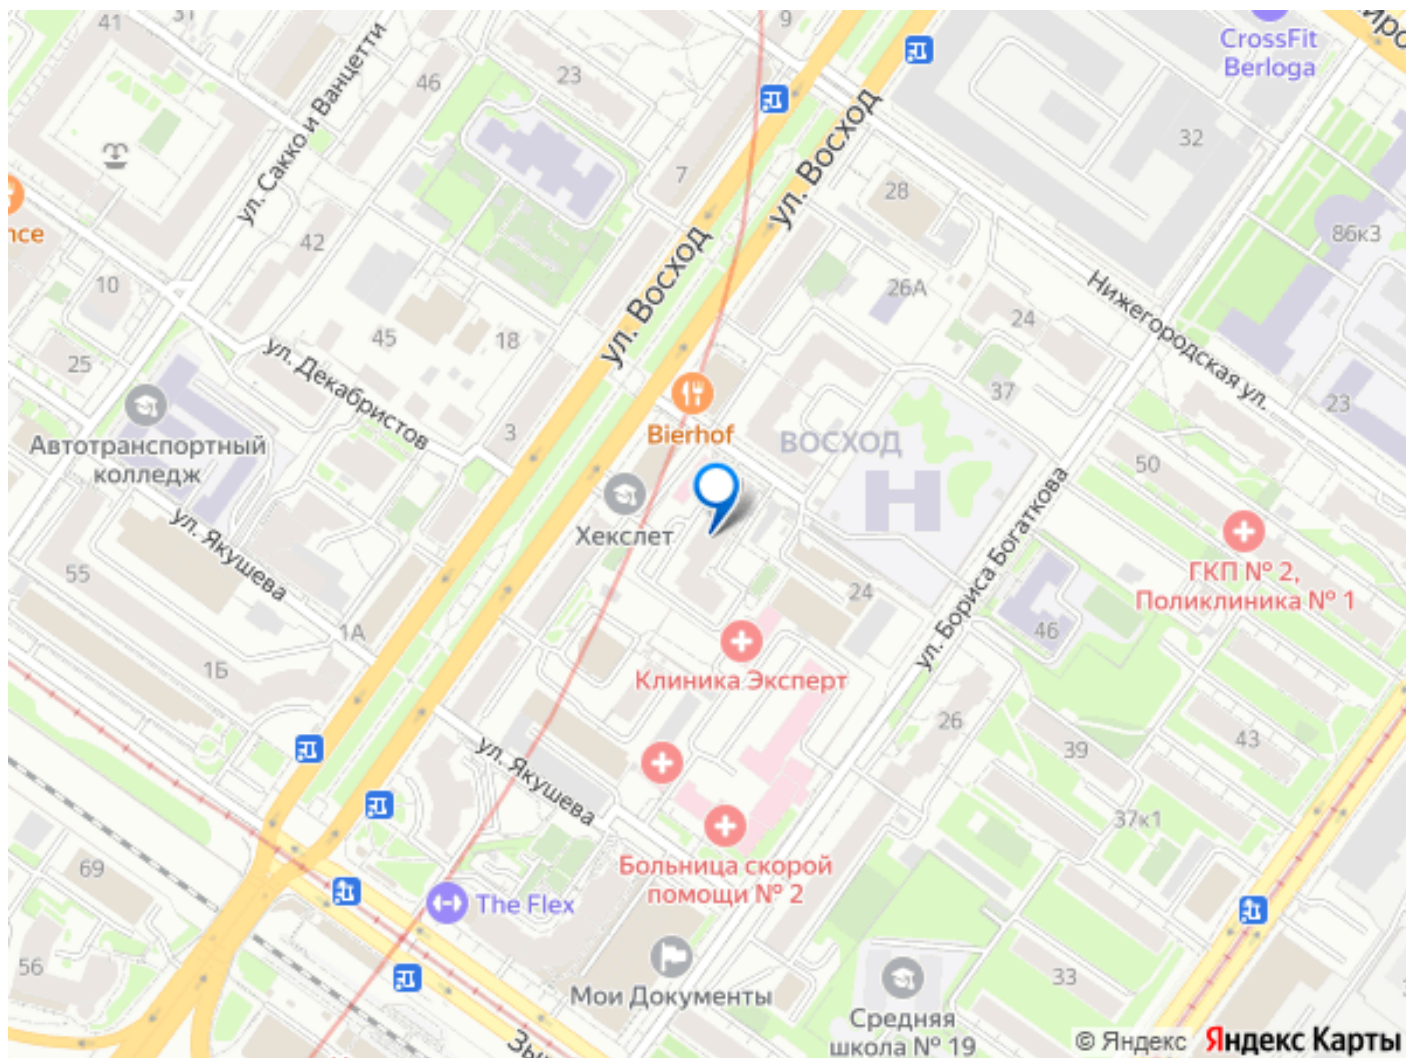 41
31
9
CrossFit
Berloga
ул. Сакко и Ванцетти
46
23
32
ул. Восход
7
28
nce
42
86к3
10
ул. Восход
26А
Нижегородская ул.
24
45
18
25
ул. Декабристов
37
23
3
Bierhof
Автотранспортный
колледж
ВОСХОД
50
ул. Якушева
Хекслет
ул. Бориса Богаткова
ГКП № 2,
Поликлиника № 1
55
24
1А
46
1Б
Клиника Эксперт
26
43
39
ул. Якушева
37к1
69
Больница скорой
помощи № 2
The Flex
56
Мои Документы
33
Средняя
школа № 19
© Яндекс Яндекс Карты